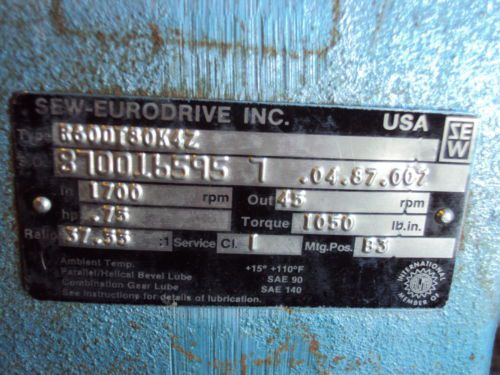 SEW-EURODRIVE INC. USA
Type R60DT80K4Z
S.O. 870016595 7 .04.87.007
In 1700 rpm Out 45 rpm
hp .75 Torque 1050 lb.in.
Ratio 37.33 :1 Service Cl. 1 Mtg.Pos. B3
Ambient Temp. +15° +110°F
Parallel/Helical Bevel Lube SAE 90
Combination Gear Lube SAE 140
See Instructions for details of lubrication.
SEW
INTERNATIONAL
MEMBER OF